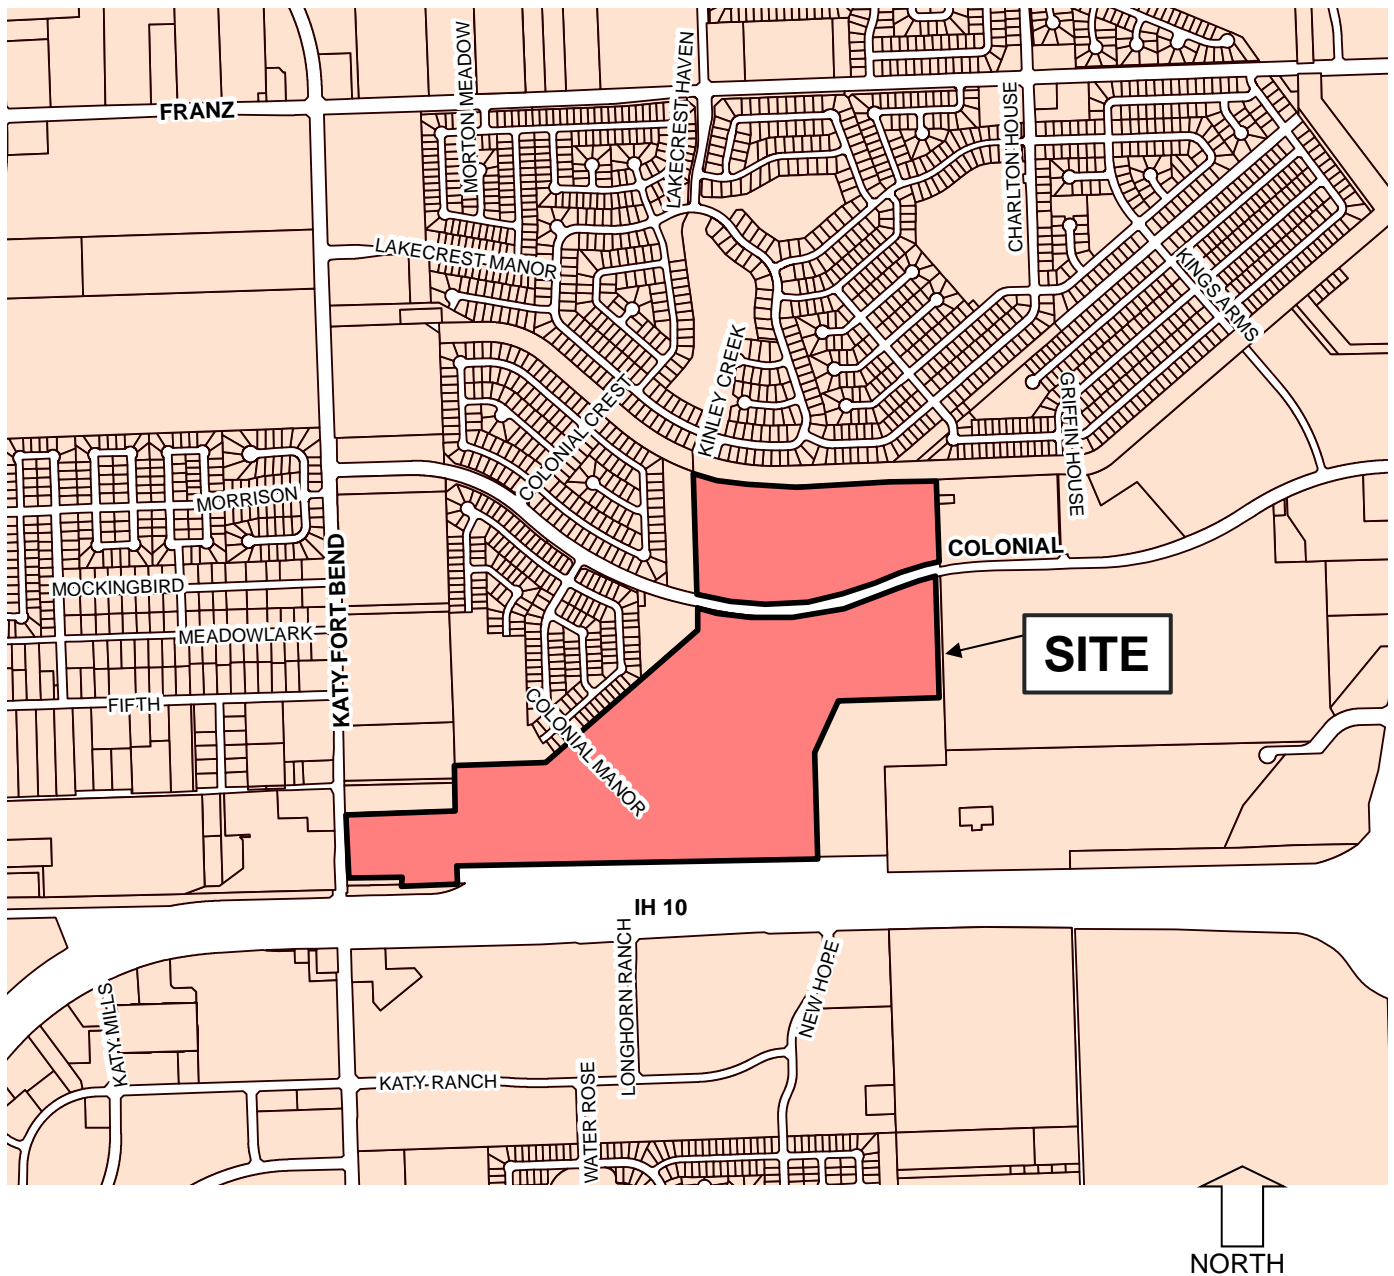 MORTON MEADOW
LAKECREST HAVEN
FRANZ
CHARLTON HOUSE
LAKECREST MANOR
KINGS ARMS
KINLEY CREEK
COLONIAL CREST
GRIFFIN HOUSE
MORRISON
KATY FORT BEND
COLONIAL
MOCKINGBIRD
MEADOWLARK
SITE
FIFTH
COLONIAL MANOR
IH 10
LONGHORN RANCH
NEW HOPE
KATY MILLS
KATY RANCH
WATER ROSE
NORTH